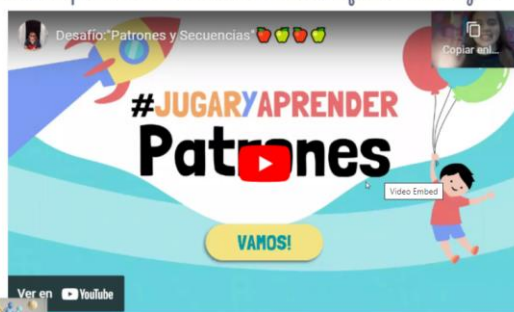 Desafío:"Patrones y Secuencias"🍎🍏🍎🍏
Copiar enl...
#JUGARYAPRENDER
Patrones
Video Embed
VAMOS!
Ver en YouTube